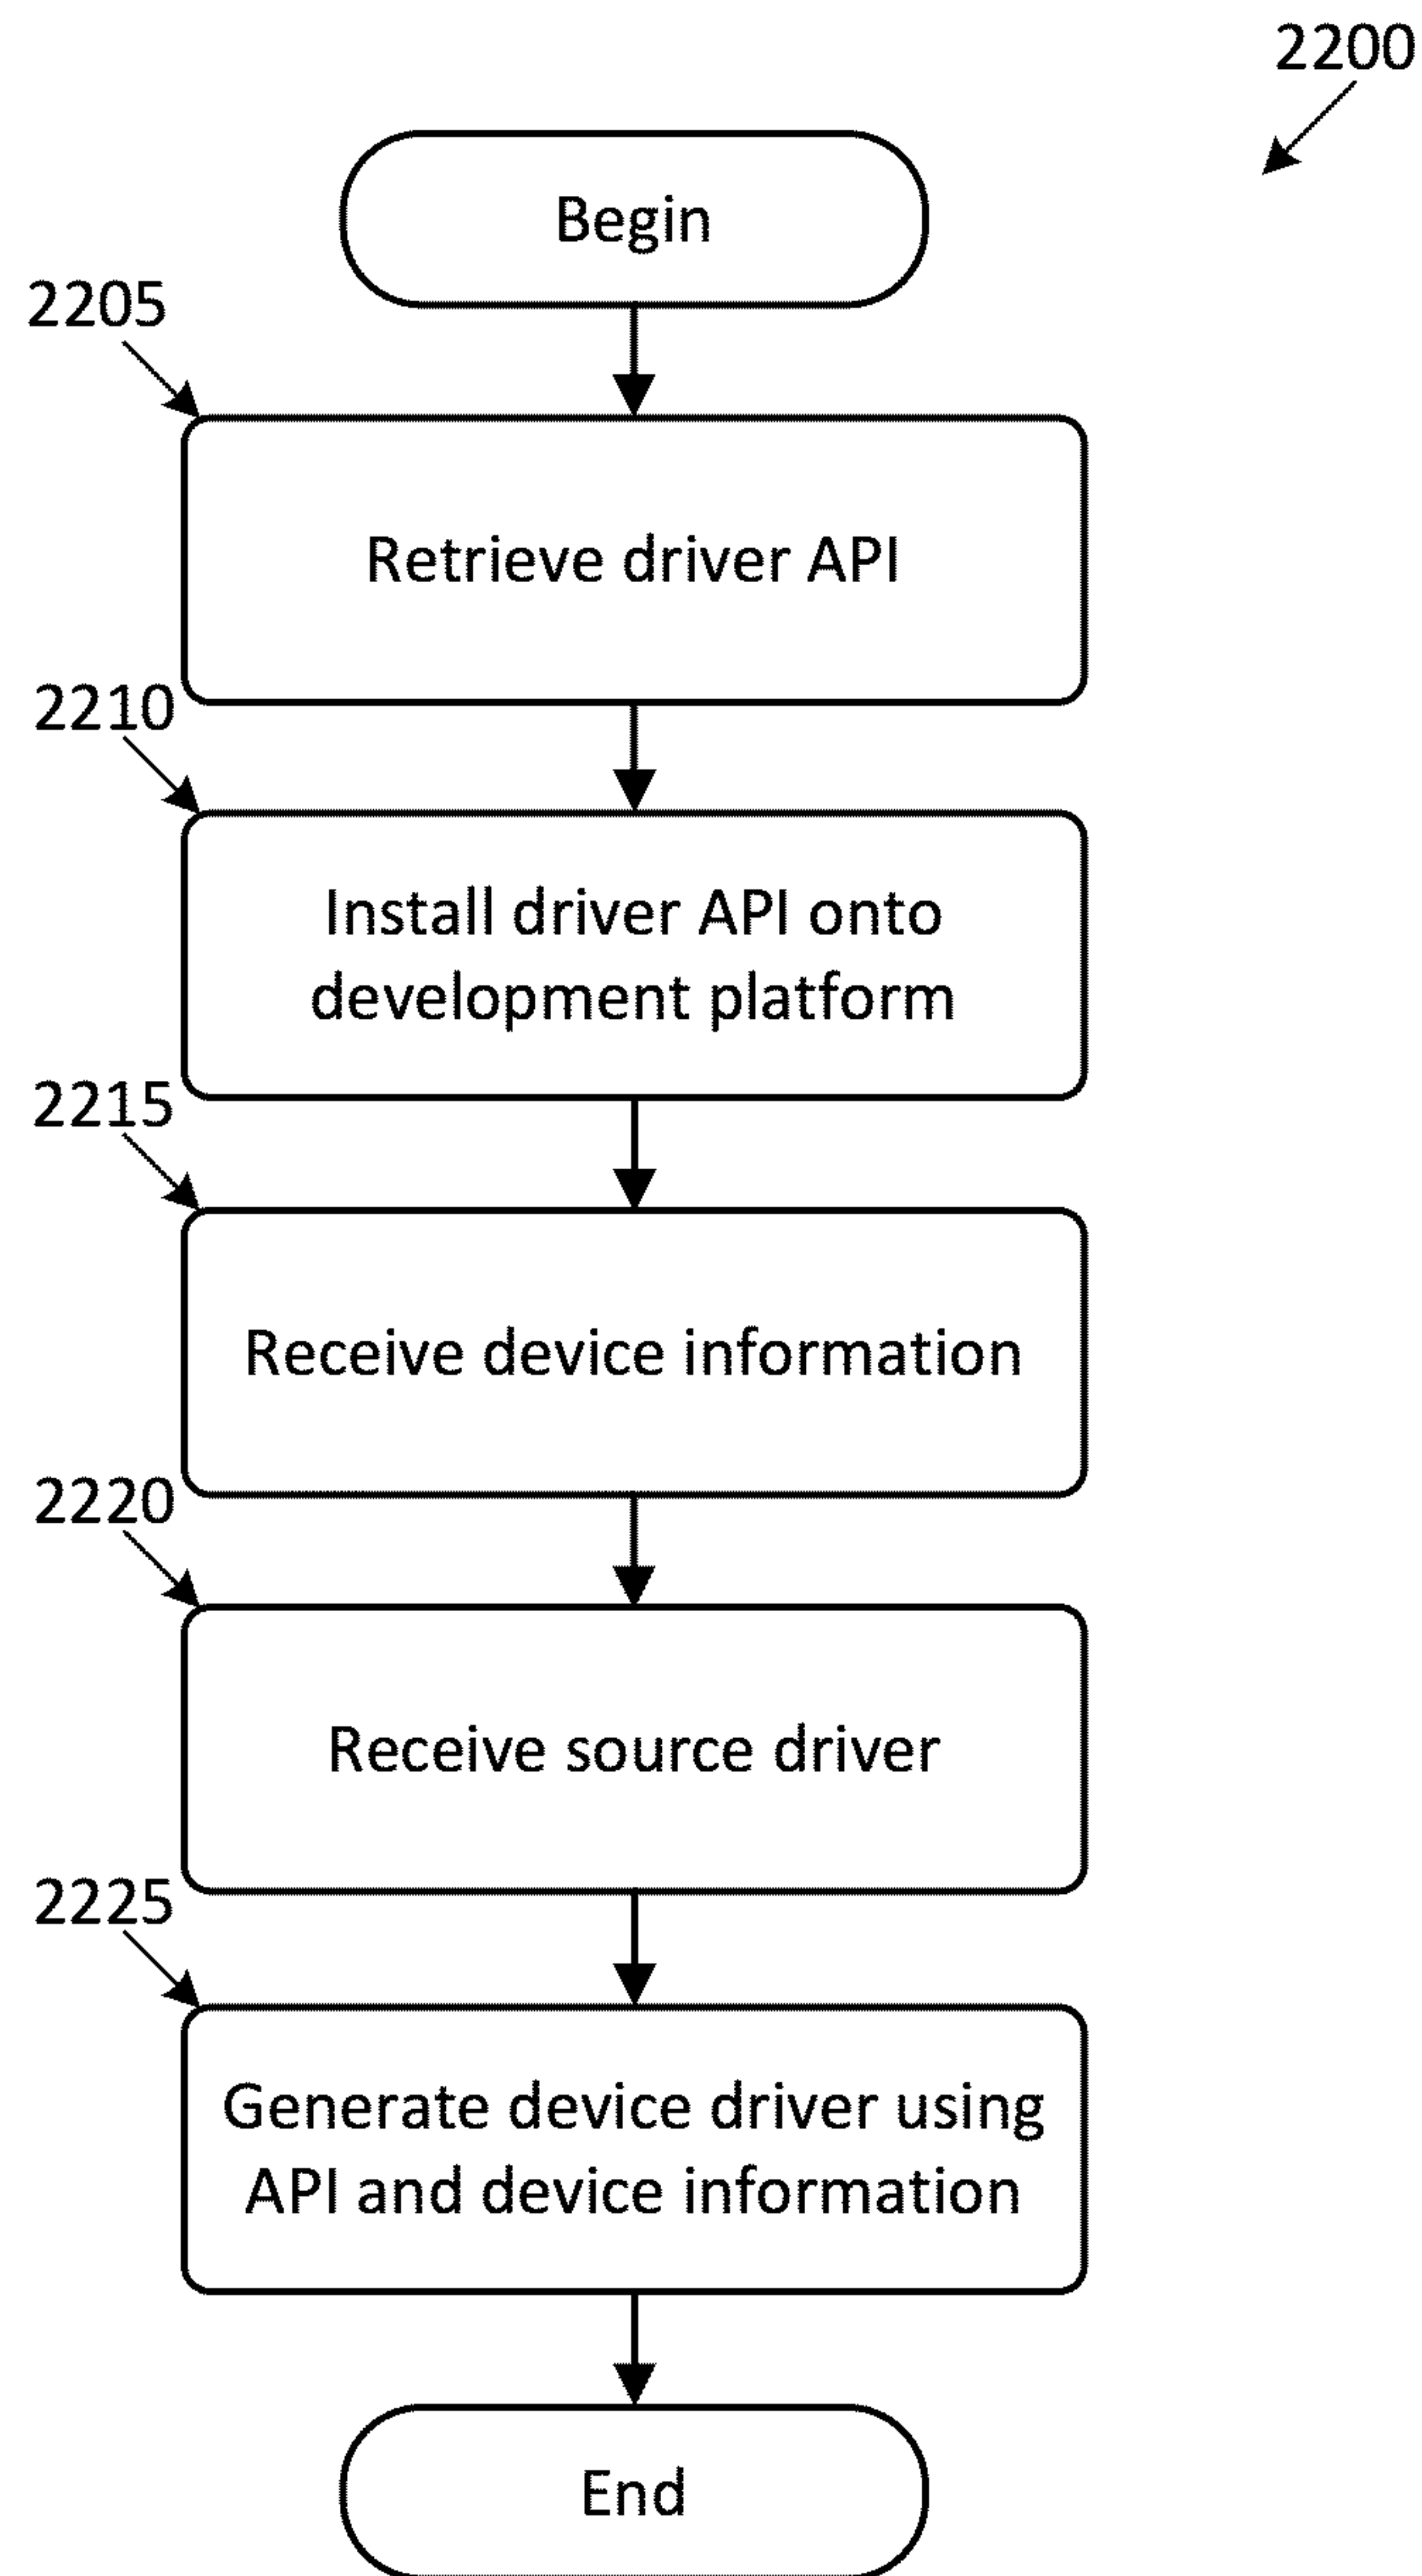 2200
Begin
2205
Retrieve driver API
2210
Install driver API onto
development platform
2215
Receive device information
2220
Receive source driver
2225
Generate device driver using
API and device information
End